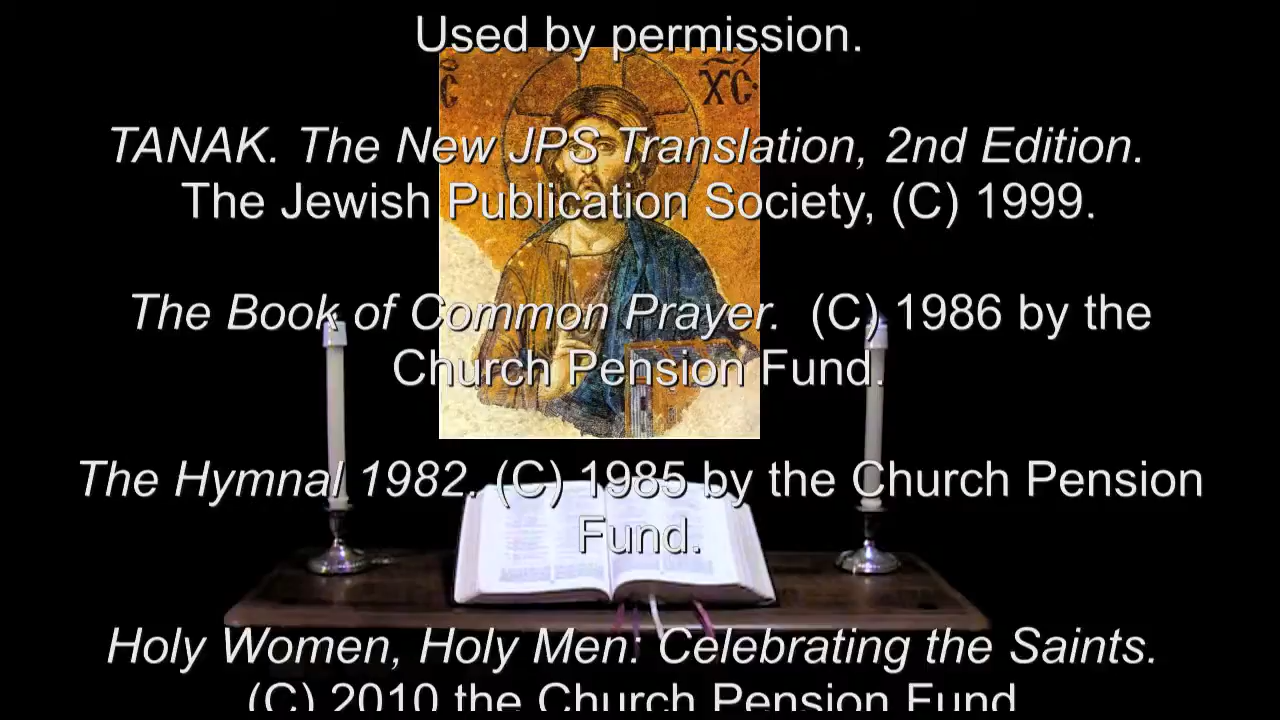 Used by permission.
TANAK. The New JPS Translation, 2nd Edition.
The Jewish Publication Society, (C) 1999.
The Book of Common Prayer. (C) 1986 by the
Church Pension Fund.
The Hymnal 1982. (C) 1985 by the Church Pension
Fund.
Holy Women, Holy Men: Celebrating the Saints.
(C) 2010 the Church Pension Fund